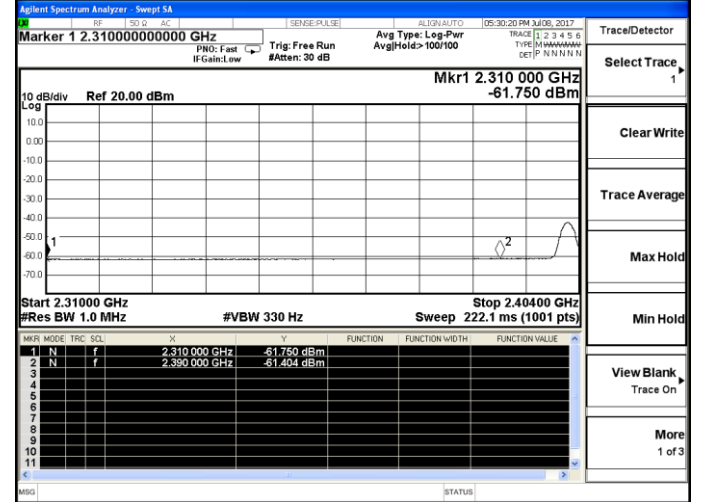 Agilent Spectrum Analyzer - Swept SA
RF 50 Ω AC SENSE:PULSE ALIGNAUTO 05:30:20 PM Jul 08, 2017
Marker 1 2.310000000000 GHz
PNO: Fast
IFGain:Low
Trig: Free Run
#Atten: 30 dB
Avg Type: Log-Pwr
Avg|Hold:>100/100
TRACE 1 2 3 4 5 6
TYPE M WWWWW
DET P N N N N N
Mkr1 2.310 000 GHz
-61.750 dBm
10 dB/div Ref 20.00 dBm
Log
10.0
0.00
-10.0
-20.0
-30.0
-40.0
-50.0
-60.0
-70.0
1
2
Start 2.31000 GHz Stop 2.40400 GHz
#Res BW 1.0 MHz #VBW 330 Hz Sweep 222.1 ms (1001 pts)
MKR MODE TRC SCL X Y FUNCTION FUNCTION WIDTH FUNCTION VALUE
1 N f 2.310 000 GHz -61.750 dBm
2 N f 2.390 000 GHz -61.404 dBm
3
4
5
6
7
8
9
10
11
MSG STATUS
Trace/Detector
Select Trace
1
Clear Write
Trace Average
Max Hold
Min Hold
View Blank
Trace On
More
1 of 3